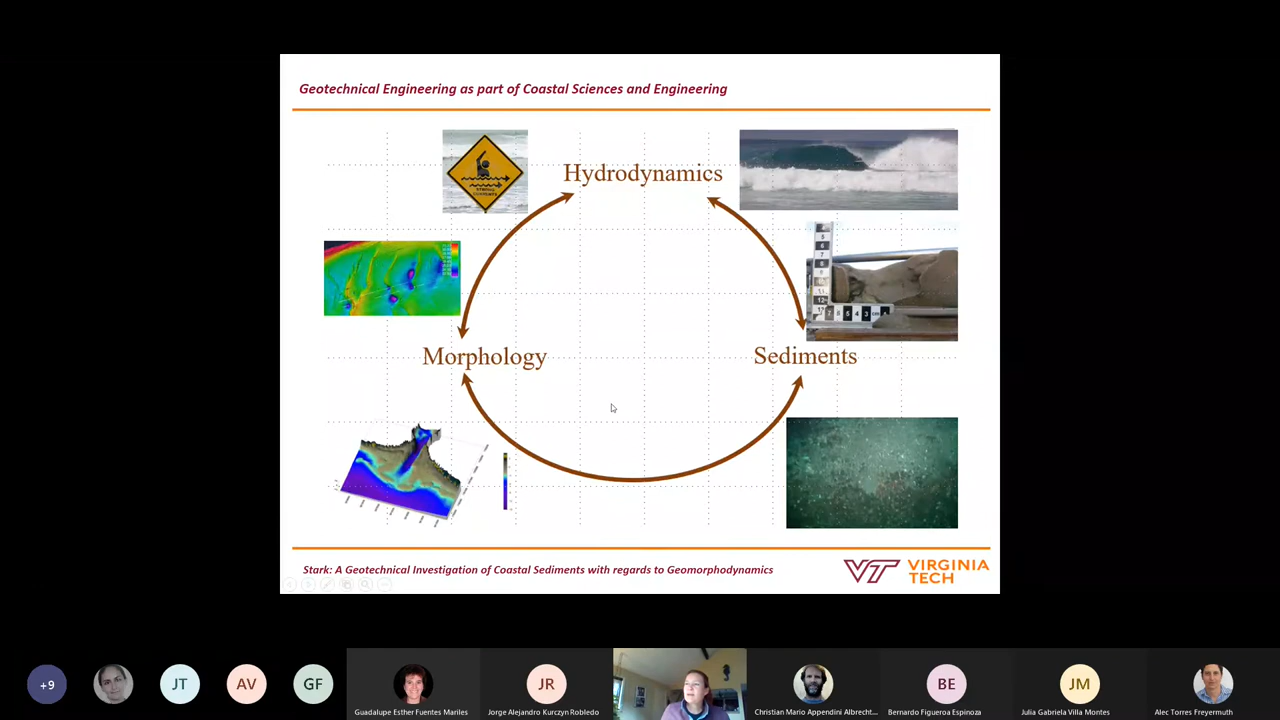 Geotechnical Engineering as part of Coastal Sciences and Engineering
Hydrodynamics
Morphology
Sediments
Stark: A Geotechnical Investigation of Coastal Sediments with regards to Geomorphodynamics
VIRGINIA
TECH
+9
JT
AV
GF
JR
BE
JM
Guadalupe Esther Fuentes Mariles
Jorge Alejandro Kurczyn Robledo
Christian Mario Appendini Albrecht...
Bernardo Figueroa Espinoza
Julia Gabriela Villa Montes
Alec Torres Freyermuth